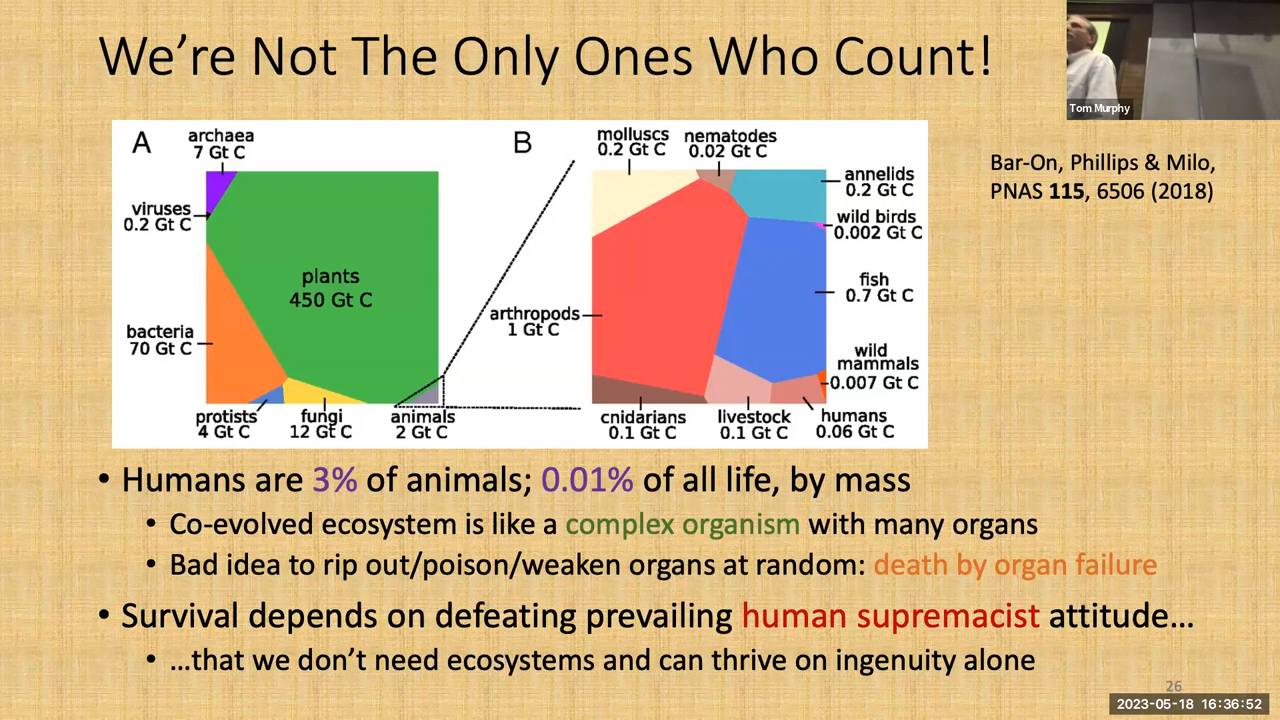 We’re Not The Only Ones Who Count!
Tom Murphy
A
archaea
7 Gt C
viruses
0.2 Gt C
plants
450 Gt C
bacteria
70 Gt C
protists
4 Gt C
fungi
12 Gt C
animals
2 Gt C
B
molluscs
0.2 Gt C
nematodes
0.02 Gt C
annelids
0.2 Gt C
wild birds
0.002 Gt C
fish
0.7 Gt C
arthropods
1 Gt C
wild
mammals
0.007 Gt C
cnidarians
0.1 Gt C
livestock
0.1 Gt C
humans
0.06 Gt C
Bar-On, Phillips & Milo,
PNAS 115, 6506 (2018)
• Humans are 3% of animals; 0.01% of all life, by mass
• Co-evolved ecosystem is like a complex organism with many organs
• Bad idea to rip out/poison/weaken organs at random: death by organ failure
• Survival depends on defeating prevailing human supremacist attitude…
• …that we don’t need ecosystems and can thrive on ingenuity alone
26
2023-05-18 16:36:52